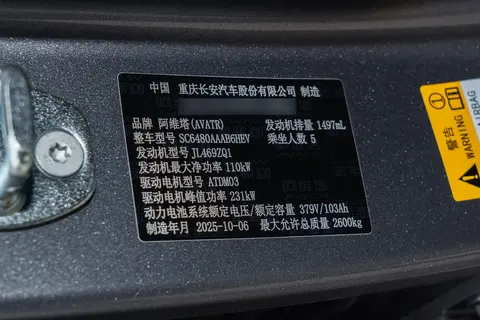 中国 重庆长安汽车股份有限公司 制造
品牌 阿维塔(AVATR) 发动机排量 1497mL
整车型号 SC6480AAAB6HEV 乘坐人数 5
发动机型号 JL469ZQ1
发动机最大净功率 110kW
驱动电机型号 ATDM03
驱动电机峰值功率 231kW
动力电池系统额定电压/额定容量 379V/103Ah
制造年月 2025-10-06 最大允许总质量 2600kg
警告
WARNING
AIRBAG